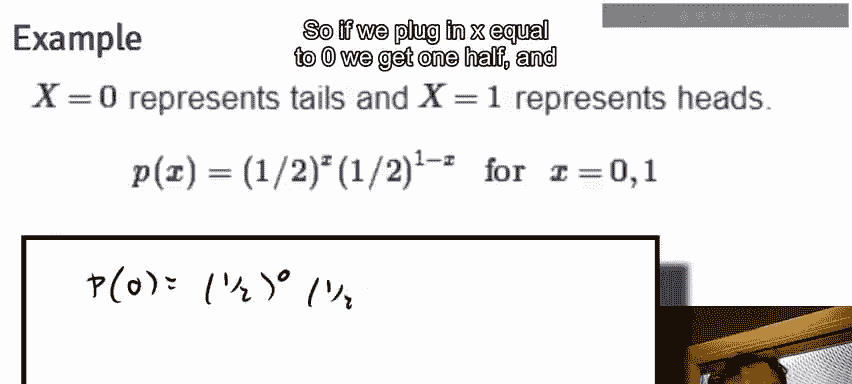 So if we plug in x equal
to 0 we get one half, and
Example
X = 0 represents tails and X = 1 represents heads.
p(x) = (1/2)^x (1/2)^{1−x} for x = 0, 1
P(0) = (1/2)^0 (1/2